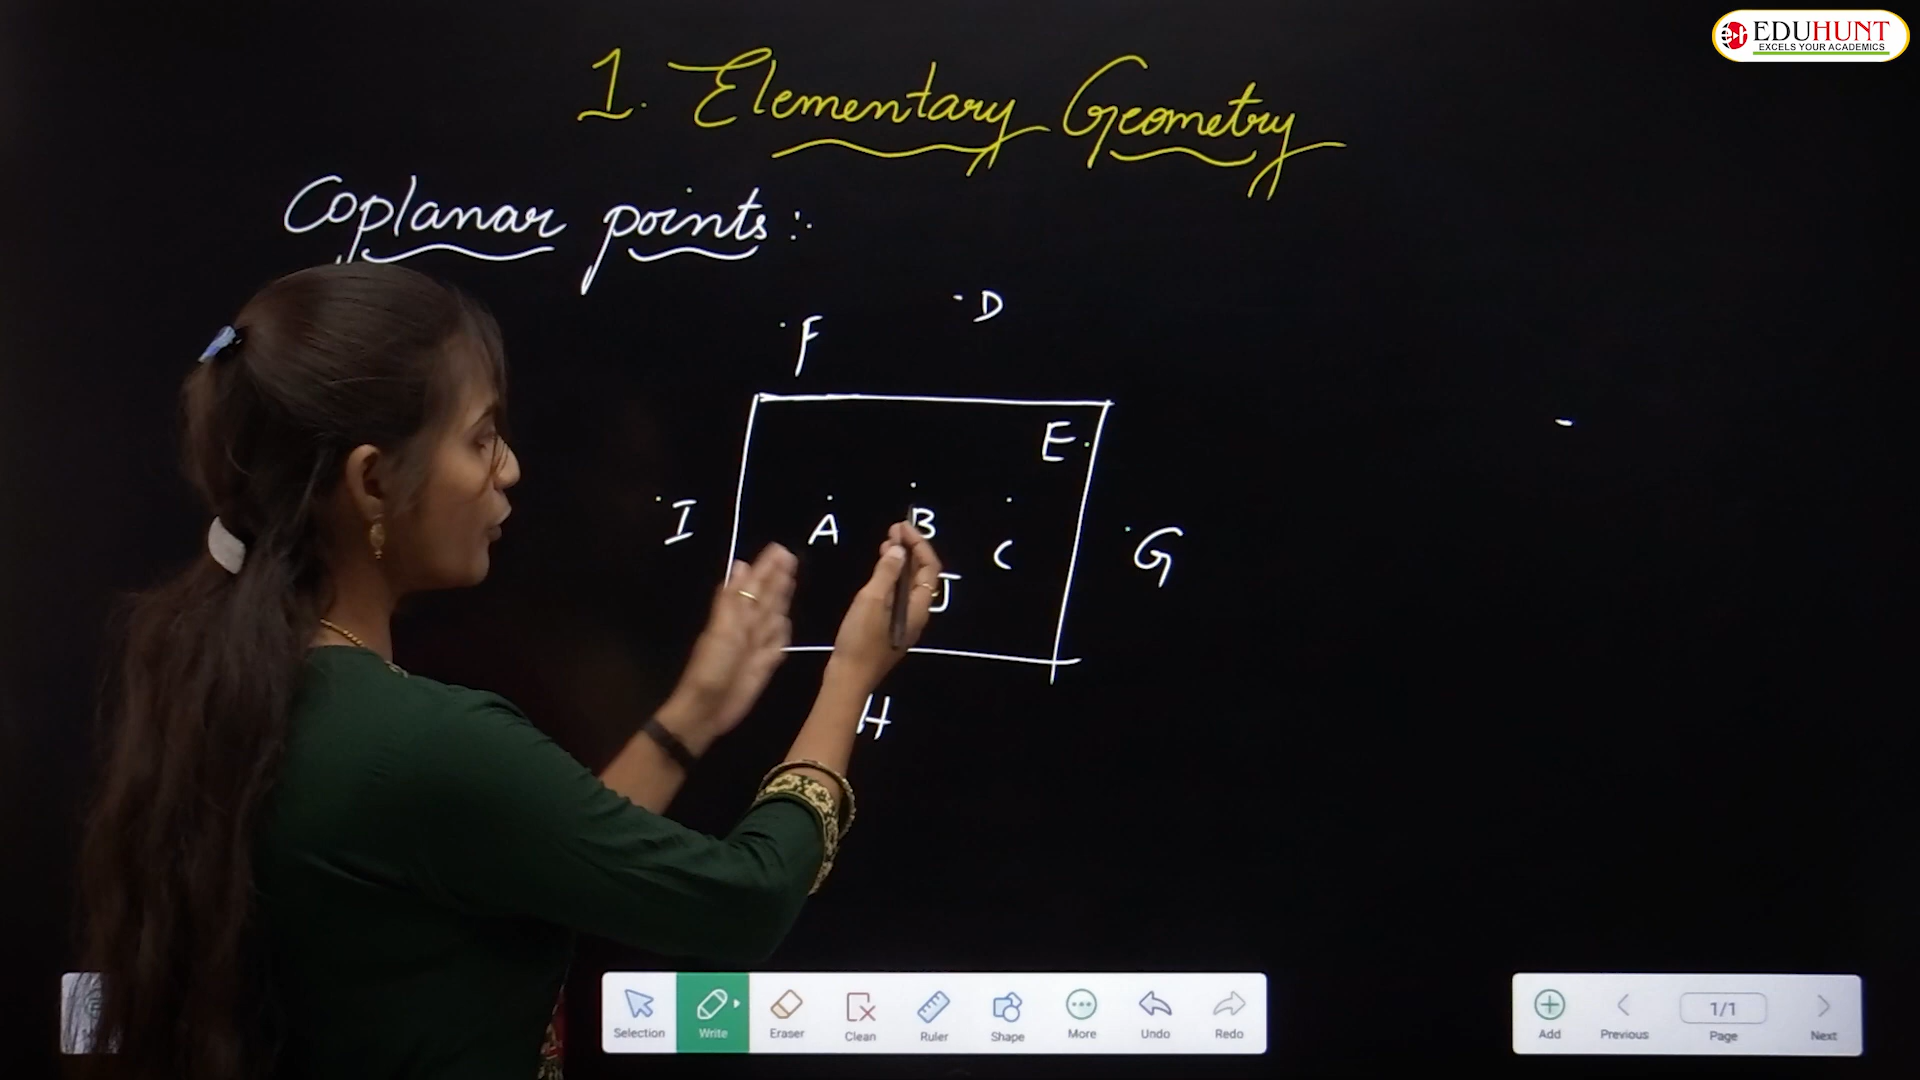 EDUHUNT
EXCELS YOUR ACADEMICS
1. Elementary Geometry
Coplanar points :-
D
F
E
I
A
B
C
G
J
H
Selection
Write
Eraser
Clean
Ruler
Shape
More
Undo
Redo
Add
Previous
1/1
Page
Next